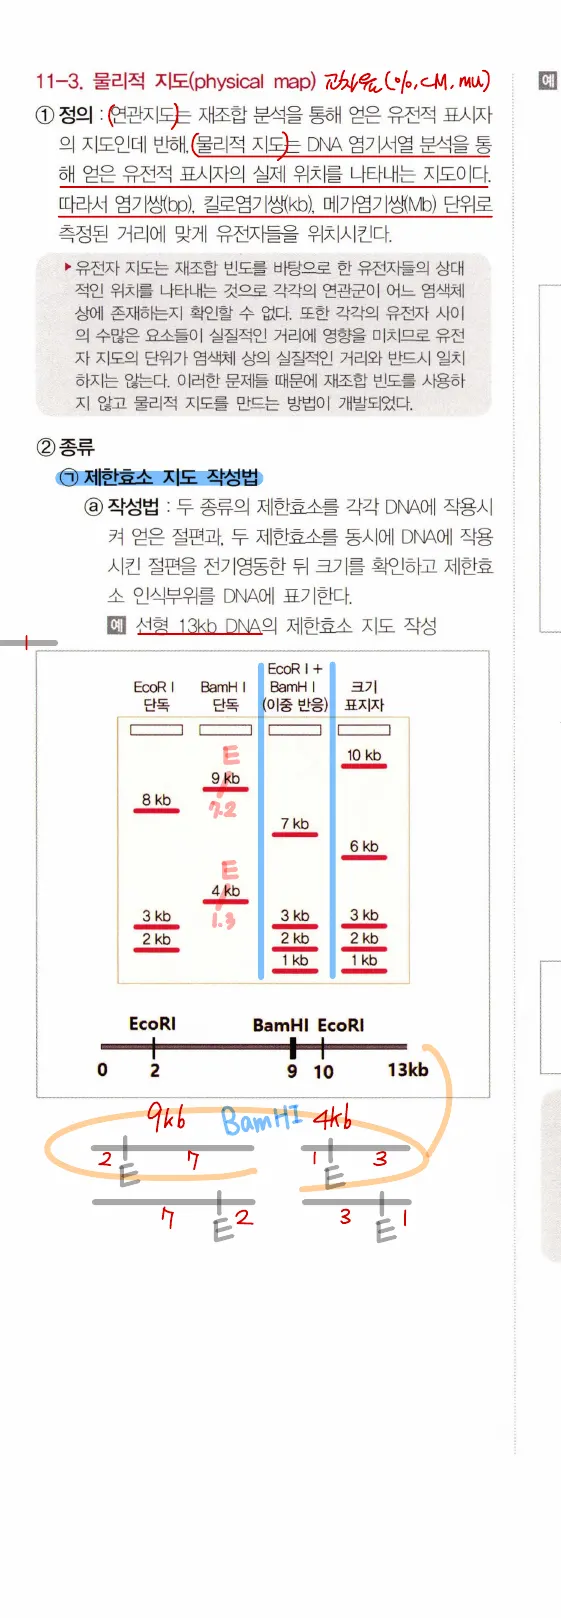 11-3. 물리적 지도(physical map) 교차율(%, cM, mu)
예
① 정의 : (연관지도)는 재조합 분석을 통해 얻은 유전적 표시자
의 지도인데 반해, (물리적 지도)는 DNA 염기서열 분석을 통
해 얻은 유전적 표시자의 실제 위치를 나타내는 지도이다.
따라서 염기쌍(bp), 킬로염기쌍(kb), 메가염기쌍(Mb) 단위로
측정된 거리에 맞게 유전자들을 위치시킨다.
▶유전자 지도는 재조합 빈도를 바탕으로 한 유전자들의 상대
적인 위치를 나타내는 것으로 각각의 연관군이 어느 염색체
상에 존재하는지 확인할 수 없다. 또한 각각의 유전자 사이
의 수많은 요소들이 실질적인 거리에 영향을 미치므로 유전
자 지도의 단위가 염색체 상의 실질적인 거리와 반드시 일치
하지는 않는다. 이러한 문제들 때문에 재조합 빈도를 사용하
지 않고 물리적 지도를 만드는 방법이 개발되었다.
② 종류
㉠ 제한효소 지도 작성법
ⓐ 작성법 : 두 종류의 제한효소를 각각 DNA에 작용시
켜 얻은 절편과, 두 제한효소를 동시에 DNA에 작용
시킨 절편을 전기영동한 뒤 크기를 확인하고 제한효
소 인식부위를 DNA에 표기한다.
예 선형 13kb DNA의 제한효소 지도 작성
EcoR I +
EcoR I BamH I BamH I 크기
단독 단독 (이중 반응) 표지자
E 10 kb
9 kb
8 kb 7.2
7 kb
6 kb
E
4 kb
3 kb 1.3 3 kb 3 kb
2 kb 2 kb 2 kb
1 kb 1 kb
EcoRI BamHI EcoRI
0 2 9 10 13kb
9kb BamHI 4kb
2 E 7 1 E 3
7 E 2 3 E 1